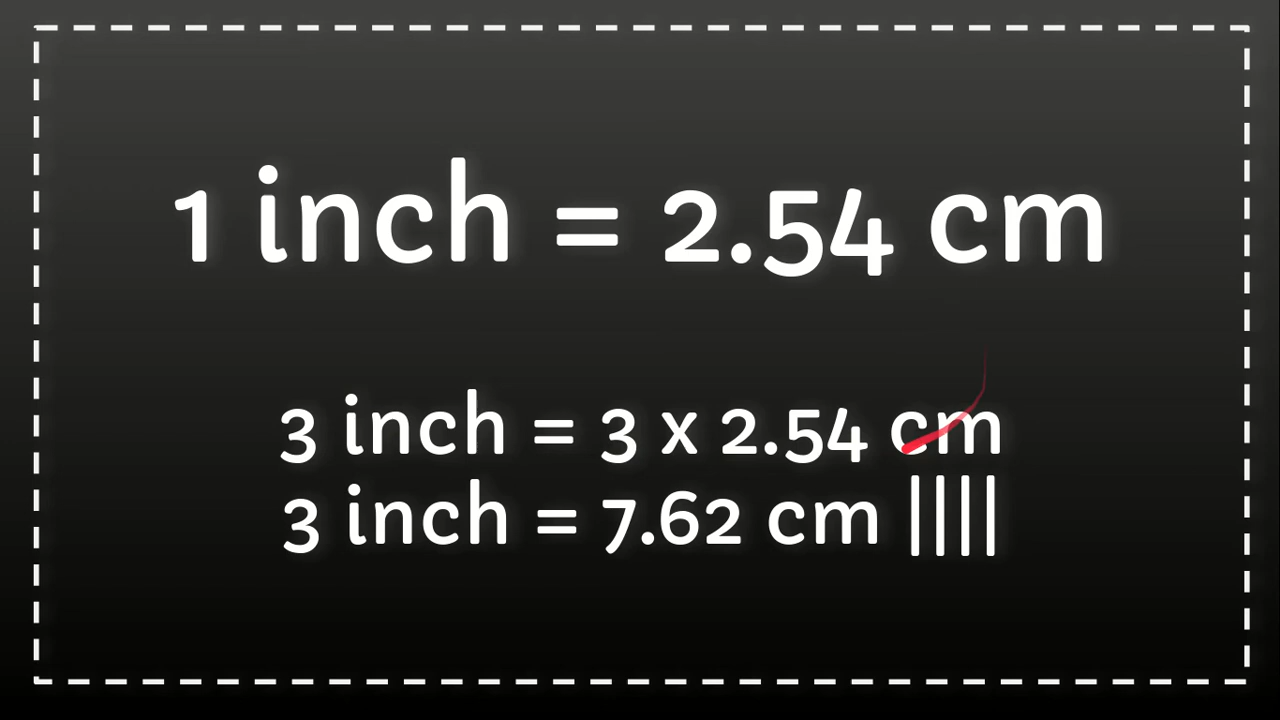 1 inch = 2.54 cm
3 inch = 3 x 2.54 cm
3 inch = 7.62 cm ||||